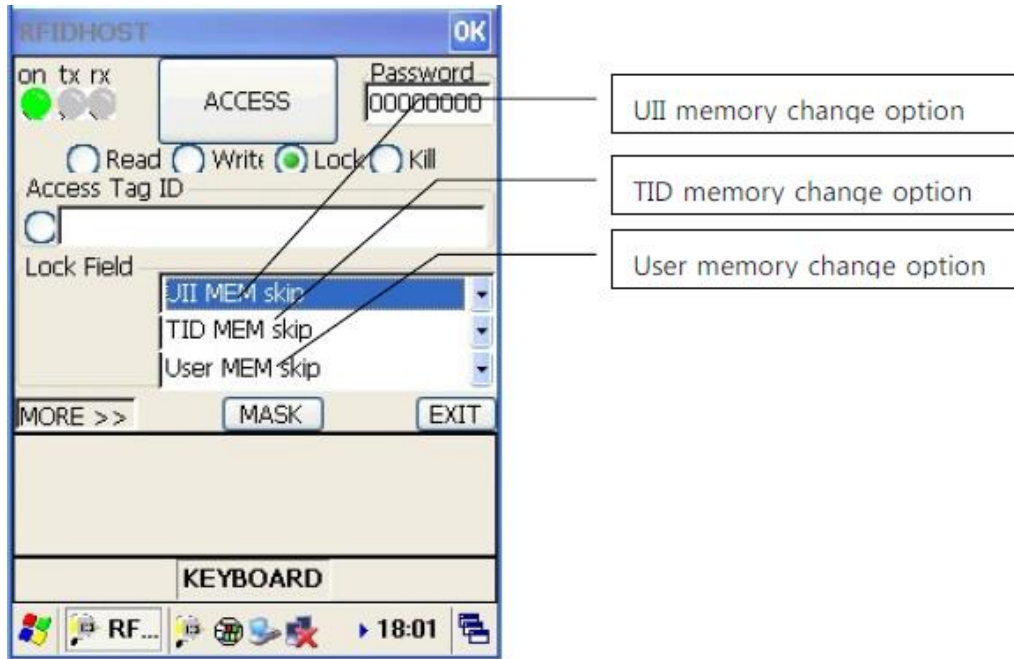 RFIDHOST OK
on tx rx
ACCESS
Password
00000000
Read Write Lock Kill
Access Tag ID
Lock Field
UII MEM skip
TID MEM skip
User MEM skip
MORE >> MASK EXIT
KEYBOARD
RF... 18:01
UII memory change option
TID memory change option
User memory change option